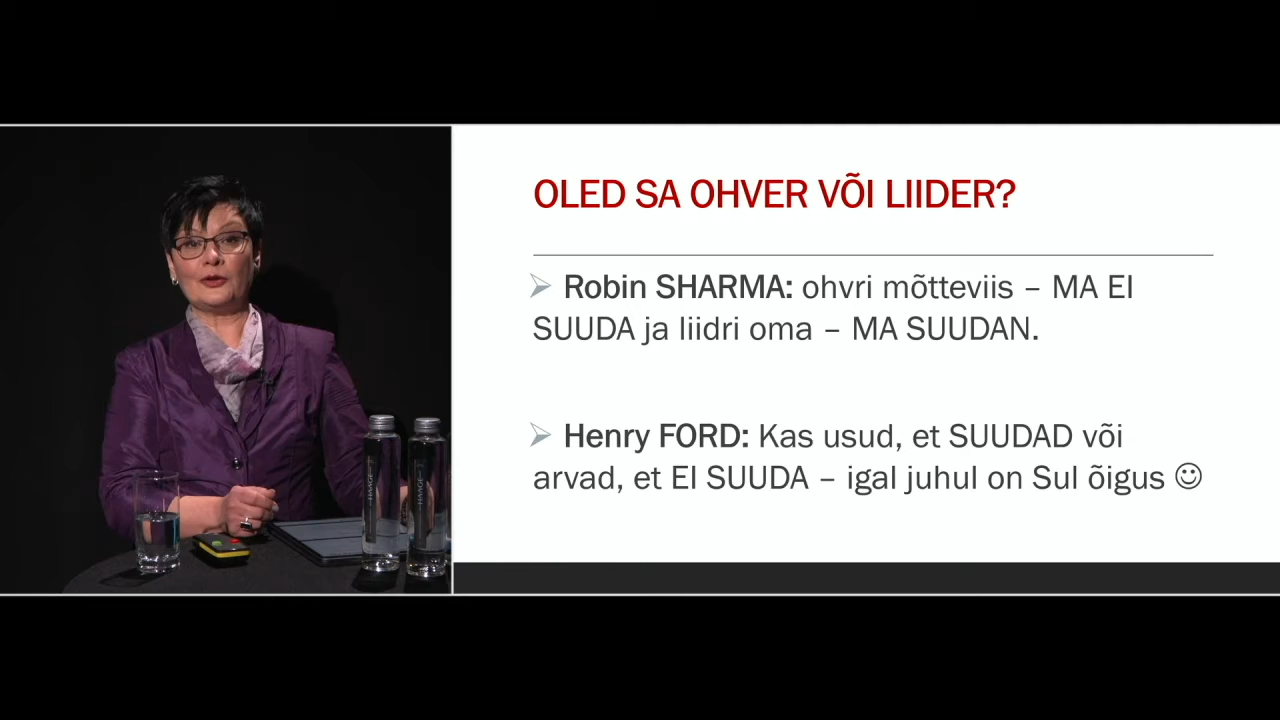 OLED SA OHVER VÕI LIIDER?
➢ Robin SHARMA: ohvri mõtteviis – MA EI
SUUDA ja liidri oma – MA SUUDAN.
➢ Henry FORD: Kas usud, et SUUDAD või
arvad, et EI SUUDA – igal juhul on Sul õigus ☺